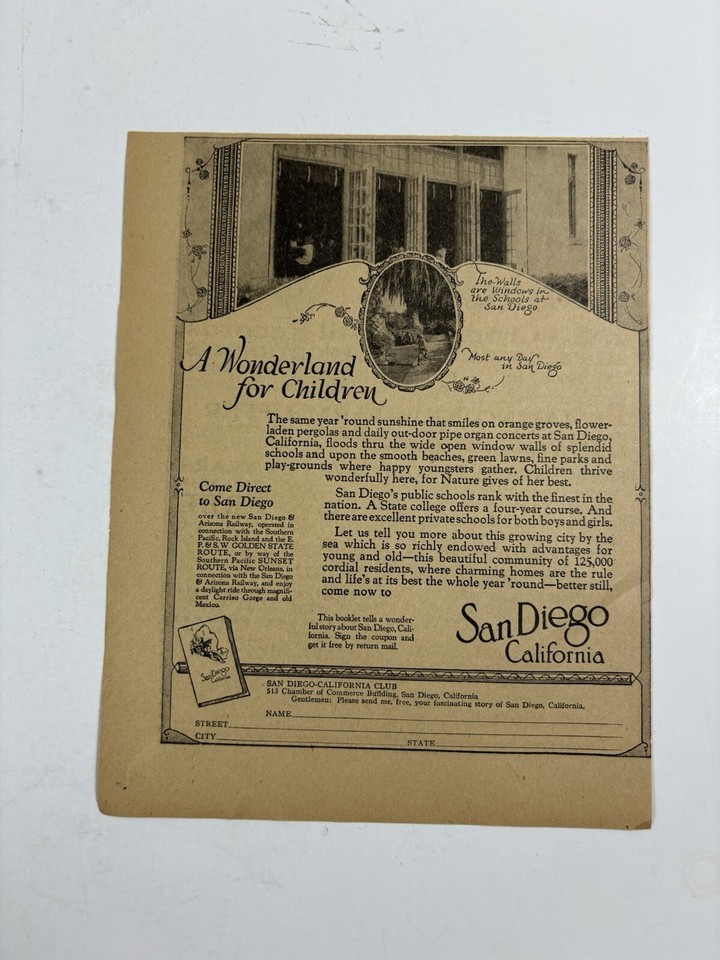 The Walls
are Windows in
the Schools at
San Diego
Most any Day
in San Diego
A Wonderland
for Children
The same year 'round sunshine that smiles on orange groves, flower-
laden pergolas and daily out-door pipe organ concerts at San Diego,
California, floods thru the wide open window walls of splendid
schools and upon the smooth beaches, green lawns, fine parks and
play-grounds where happy youngsters gather. Children thrive
wonderfully here, for Nature gives of her best.
San Diego's public schools rank with the finest in the
nation. A State college offers a four-year course. And
there are excellent private schools for both boys and girls.
Let us tell you more about this growing city by the
sea which is so richly endowed with advantages for
young and old—this beautiful community of 125,000
cordial residents, where charming homes are the rule
and life's at its best the whole year 'round—better still,
come now to
Come Direct
to San Diego
over the new San Diego &
Arizona Railway, operated in
connection with the Southern
Pacific, Rock Island and the E.
P. & S.W. GOLDEN STATE
ROUTE, or by way of the
Southern Pacific SUNSET
ROUTE, via New Orleans, in
connection with the San Diego
& Arizona Railway, and enjoy
a daylight ride through magnifi-
cent Carriso Gorge and old
Mexico.
This booklet tells a wonder-
ful story about San Diego, Cali-
fornia. Sign the coupon and
get it free by return mail.
San Diego
California
San Diego
California
SAN DIEGO-CALIFORNIA CLUB
513 Chamber of Commerce Building, San Diego, California
Gentlemen: Please send me, free, your fascinating story of San Diego, California.
NAME
STREET
CITY STATE